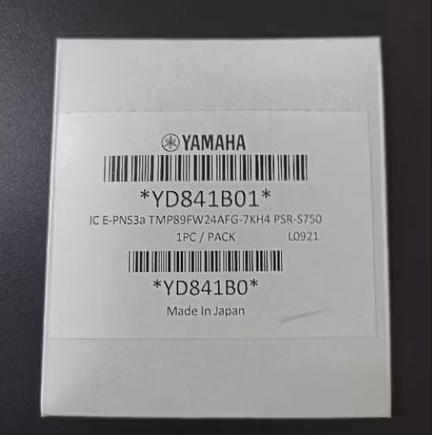 YAMAHA
*YD841B01*
IC E-PNS3a TMP89FW24AFG-7KH4 PSR-S750
1PC / PACK L0921
*YD841B0*
Made In Japan